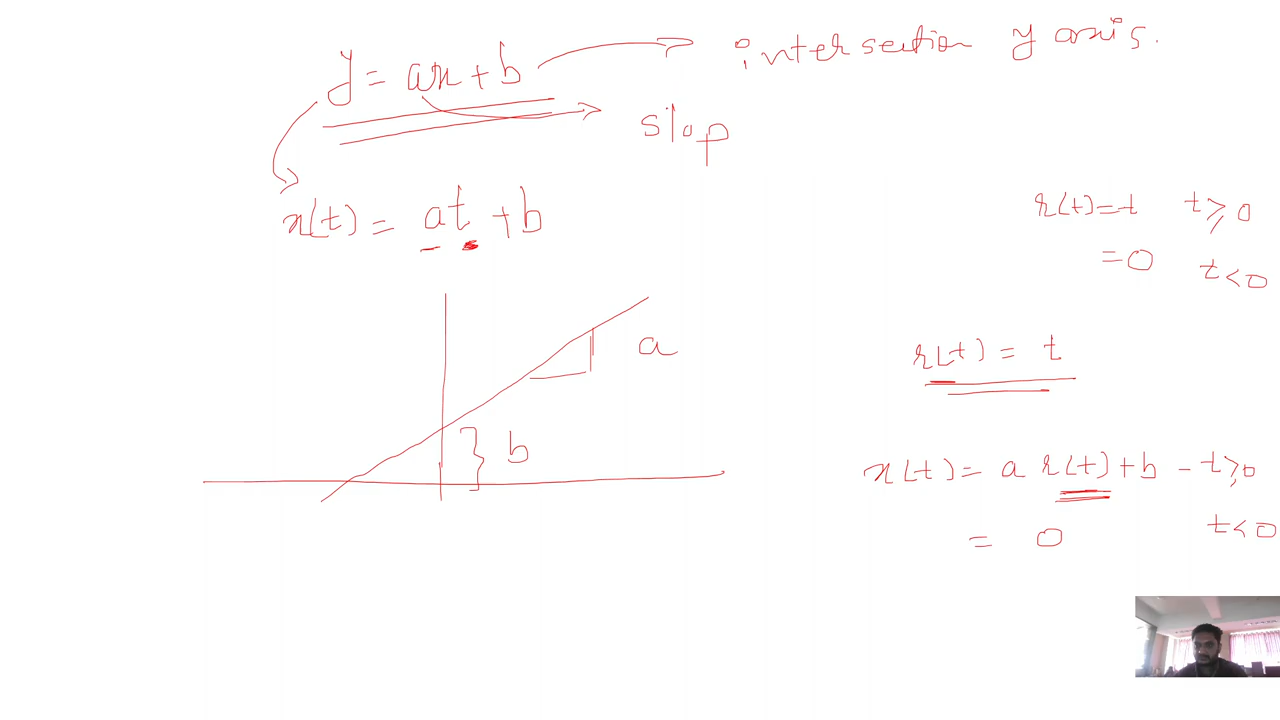 y = ax + b
intersection y axis.
slop
x(t) = at + b
r(t) = t t ≥ 0
= 0 t < 0
r(t) = t
a
b
x(t) = a r(t) + b - t ≥ 0
= 0 t < 0